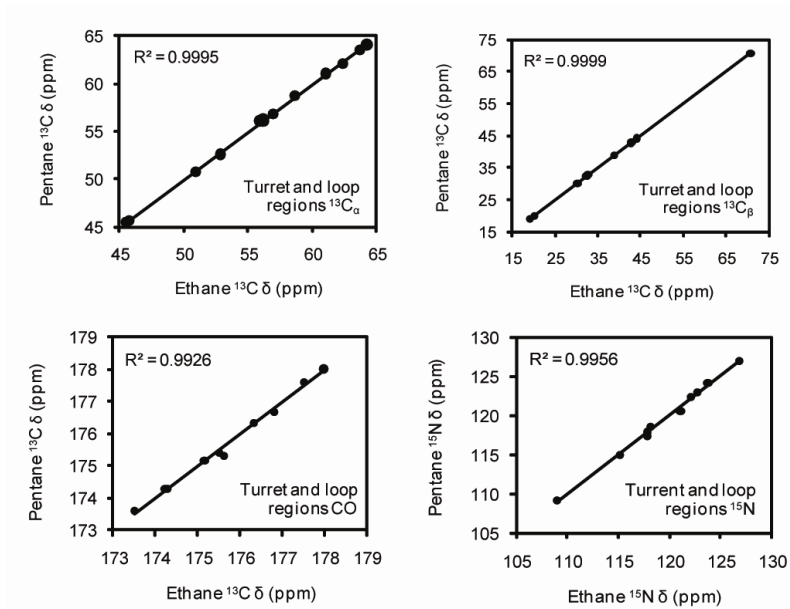 R² = 0.9995
65
60
55
50
45
45 50 55 60 65
Pentane ¹³C δ (ppm)
Ethane ¹³C δ (ppm)
Turret and loop
regions ¹³Cα
R² = 0.9999
75
65
55
45
35
25
15
15 25 35 45 55 65 75
Pentane ¹³C δ (ppm)
Ethane ¹³C δ (ppm)
Turret and loop
regions ¹³Cβ
R² = 0.9926
179
178
177
176
175
174
173
173 174 175 176 177 178 179
Pentane ¹³C δ (ppm)
Ethane ¹³C δ (ppm)
Turret and loop
regions CO
R² = 0.9956
130
125
120
115
110
105
105 110 115 120 125 130
Pentane ¹⁵N δ (ppm)
Ethane ¹⁵N δ (ppm)
Turrent and loop
regions ¹⁵N